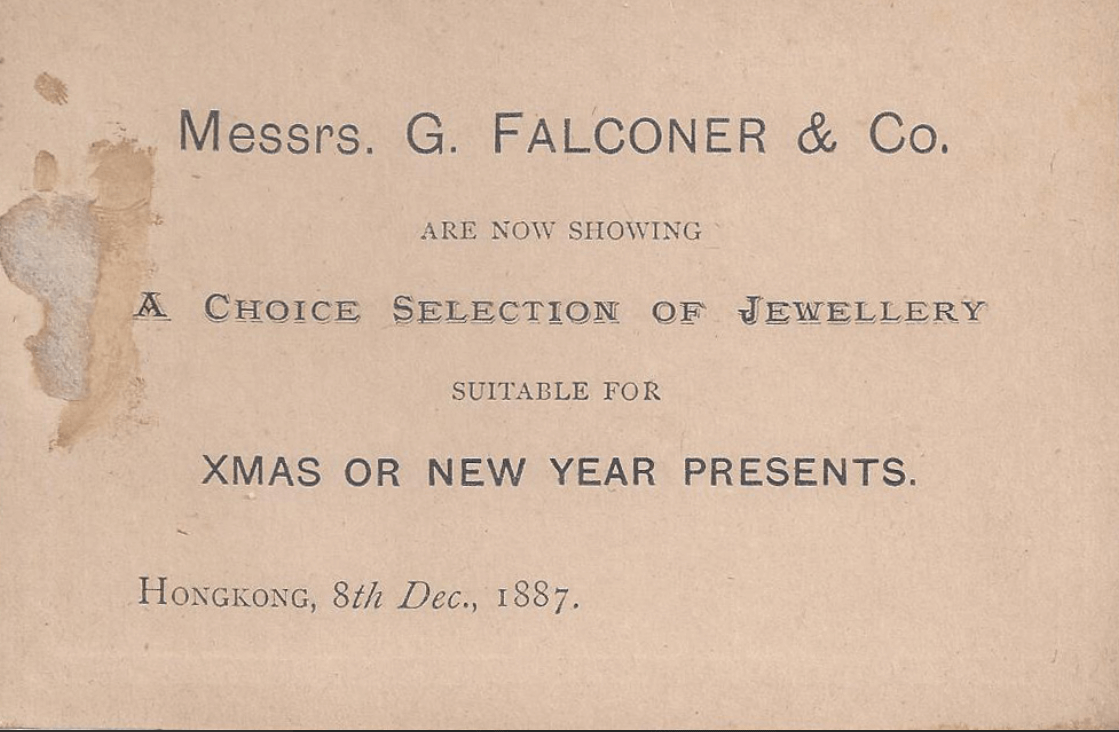 Messrs. G. FALCONER & Co.
ARE NOW SHOWING
A CHOICE SELECTION OF JEWELLERY
SUITABLE FOR
XMAS OR NEW YEAR PRESENTS.
HONGKONG, 8th Dec., 1887.